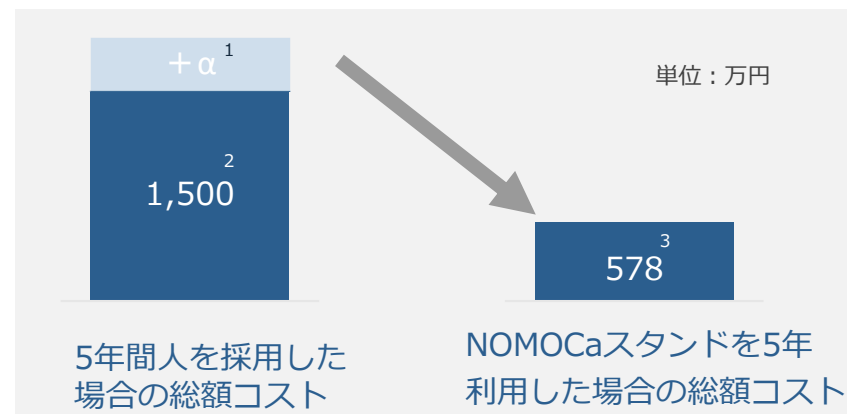 +α 1
単位：万円
1,500 2
578 3
5年間人を採用した
場合の総額コスト
NOMOCaスタンドを5年
利用した場合の総額コスト